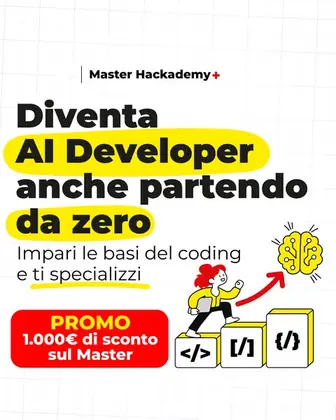 Master Hackademy+
Diventa
AI Developer
anche partendo
da zero
Impari le basi del coding
e ti specializzi
PROMO
1.000€ di sconto
sul Master
</> [/] {/}